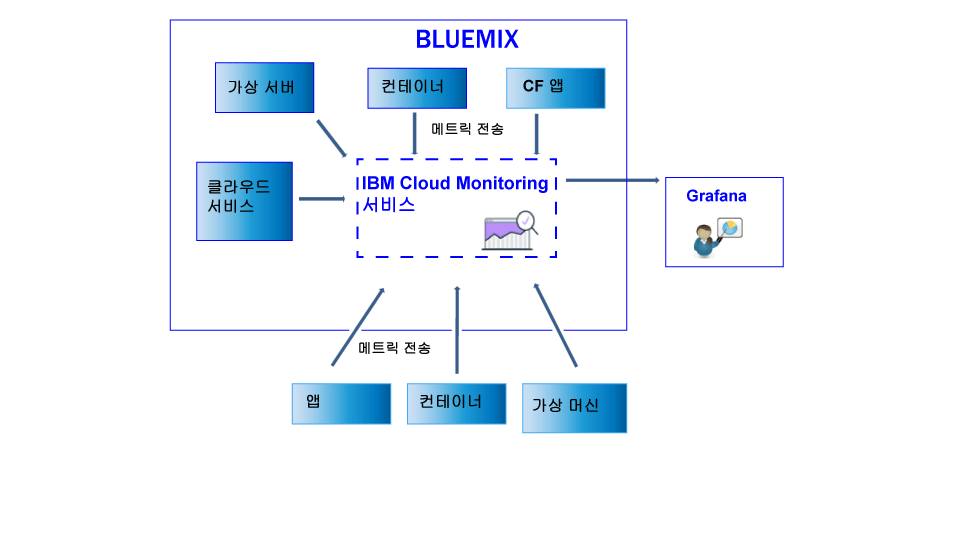 BLUEMIX
가상 서버
컨테이너
CF 앱
메트릭 전송
클라우드
서비스
IBM Cloud Monitoring
서비스
Grafana
메트릭 전송
앱
컨테이너
가상 머신